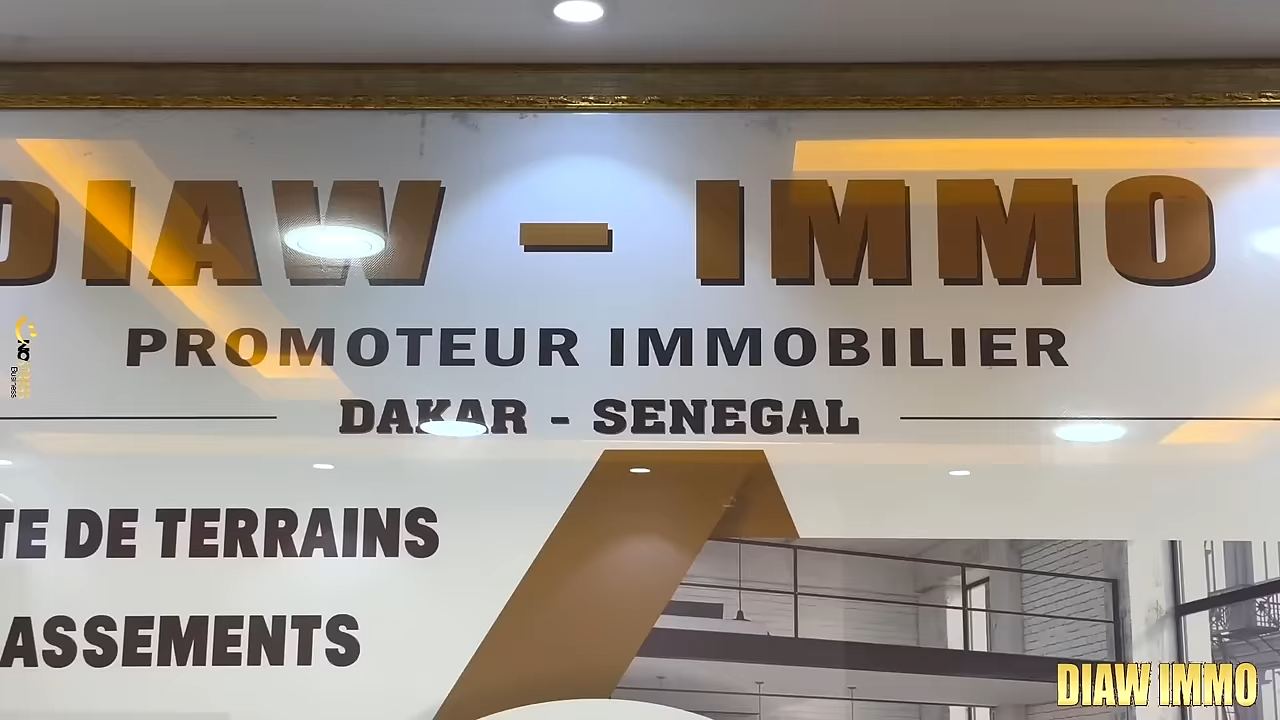 DIAW - IMMO
PROMOTEUR IMMOBILIER
DAKAR - SENEGAL
TE DE TERRAINS
ASSEMENTS
DIAW IMMO